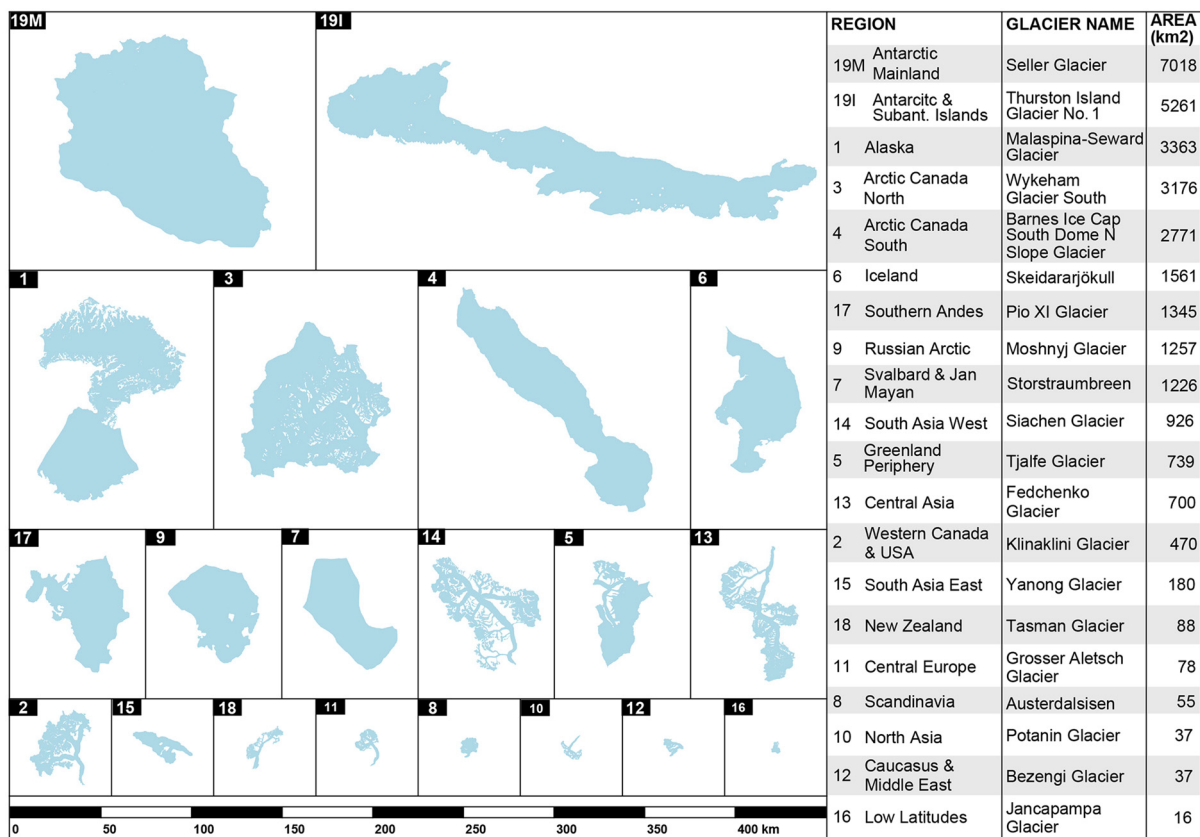 19M
19I
1
3
4
6
17
9
7
14
5
13
2
15
18
11
8
10
12
16
0 50 100 150 200 250 300 350 400 km
REGION GLACIER NAME AREA
(km2)
19M Antarctic
Mainland Seller Glacier 7018
19I Antarcitc &
Subant. Islands Thurston Island
Glacier No. 1 5261
1 Alaska Malaspina-Seward
Glacier 3363
3 Arctic Canada
North Wykeham
Glacier South 3176
4 Arctic Canada
South Barnes Ice Cap
South Dome N
Slope Glacier 2771
6 Iceland Skeidararjökull 1561
17 Southern Andes Pio XI Glacier 1345
9 Russian Arctic Moshnyj Glacier 1257
7 Svalbard & Jan
Mayan Storstraumbreen 1226
14 South Asia West Siachen Glacier 926
5 Greenland
Periphery Tjalfe Glacier 739
13 Central Asia Fedchenko
Glacier 700
2 Western Canada
& USA Klinaklini Glacier 470
15 South Asia East Yanong Glacier 180
18 New Zealand Tasman Glacier 88
11 Central Europe Grosser Aletsch
Glacier 78
8 Scandinavia Austerdalsisen 55
10 North Asia Potanin Glacier 37
12 Caucasus &
Middle East Bezengi Glacier 37
16 Low Latitudes Jancapampa
Glacier 16